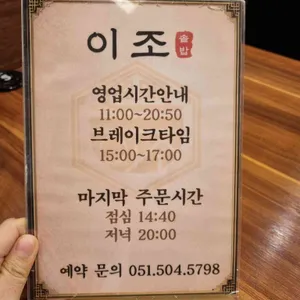 이조 솥밥
영업시간안내
11:00~20:50
브레이크타임
15:00~17:00
마지막 주문시간
점심 14:40
저녁 20:00
예약 문의 051.504.5798